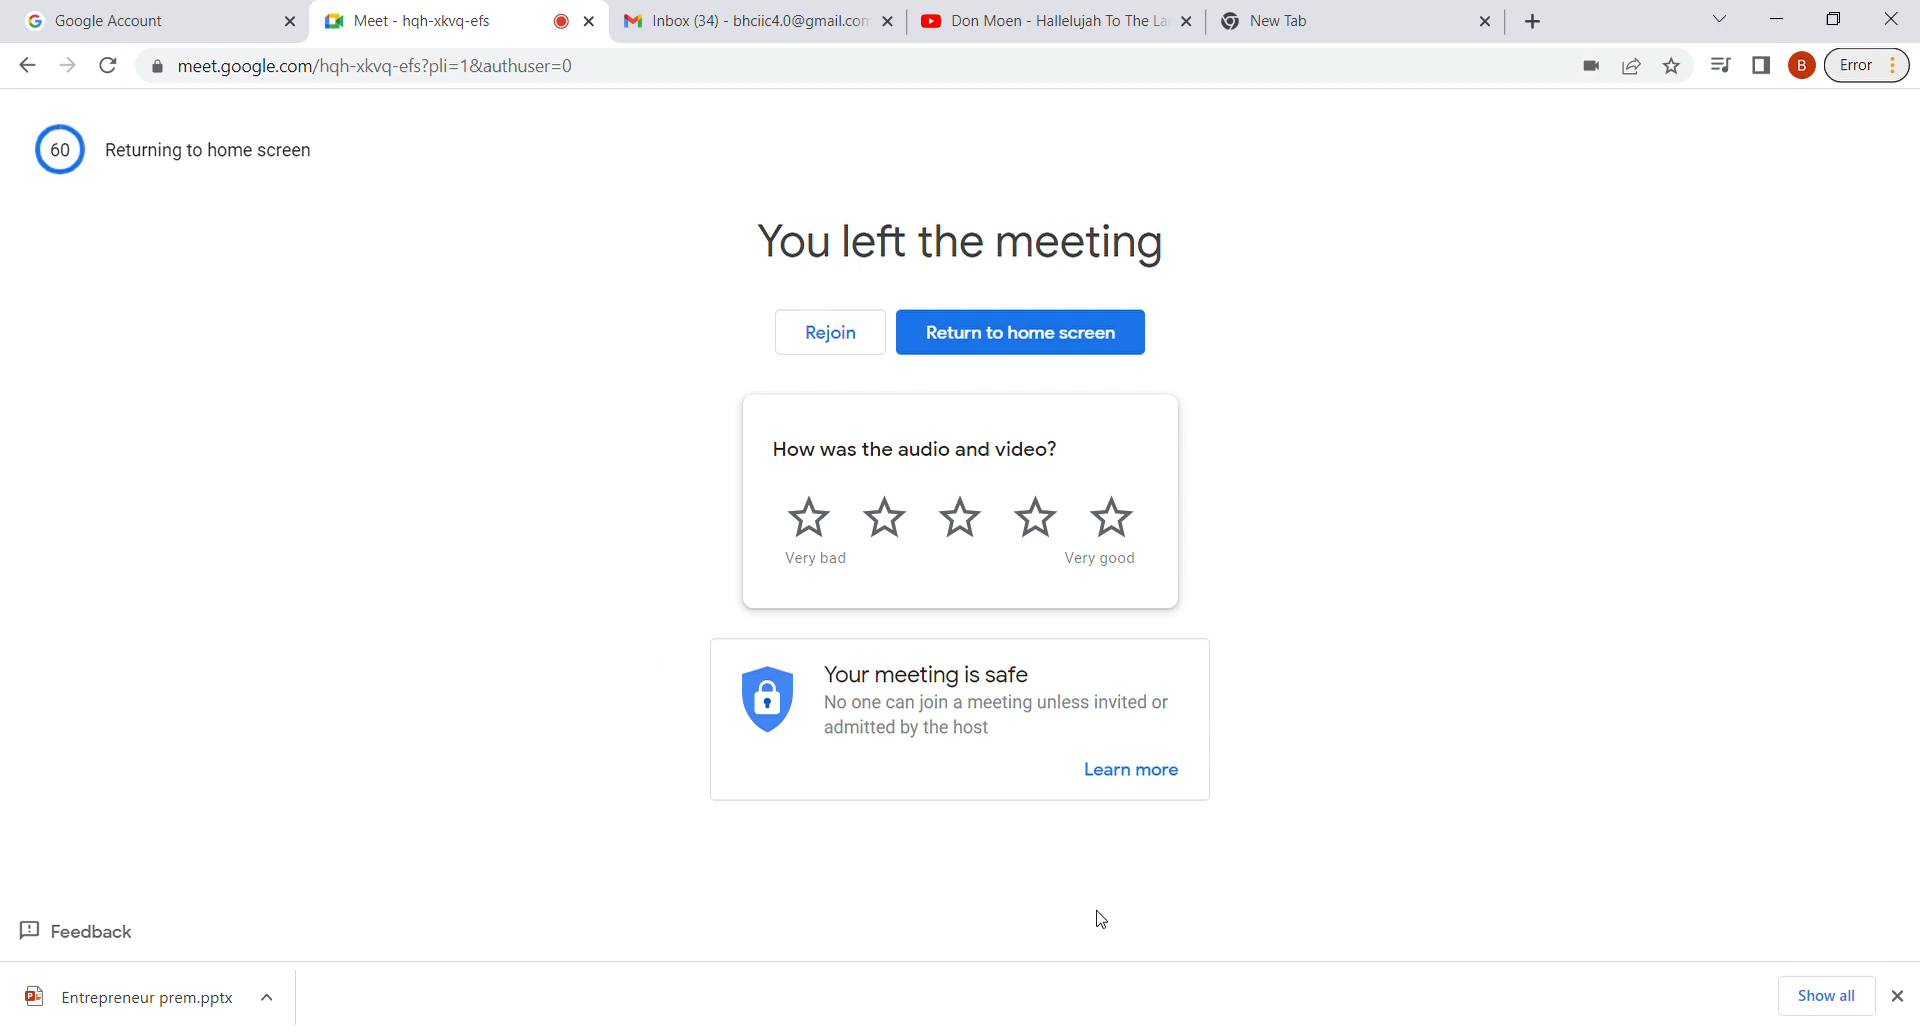 Google Account
Meet - hqh-xkvq-efs
Inbox (34) - bhciic4.0@gmail.com
Don Moen - Hallelujah To The La
New Tab
meet.google.com/hqh-xkvq-efs?pli=1&authuser=0
B
Error
60
Returning to home screen
You left the meeting
Rejoin
Return to home screen
How was the audio and video?
Very bad
Very good
Your meeting is safe
No one can join a meeting unless invited or
admitted by the host
Learn more
Feedback
Entrepreneur prem.pptx
Show all